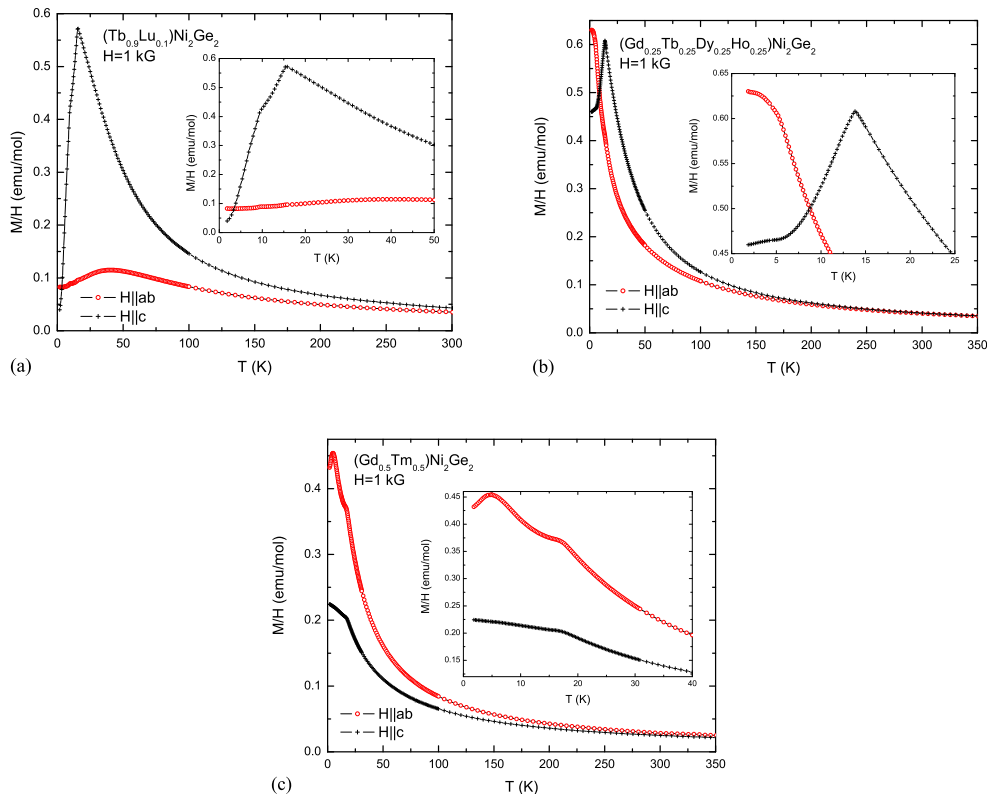 (Tb0.9Lu0.1)Ni2Ge2
H=1 kG
M/H (emu/mol)
0.6
0.5
0.4
0.3
0.2
0.1
0.0
0 50 100 150 200 250 300
T (K)
H||ab
H||c
M/H (emu/mol)
0.6
0.5
0.4
0.3
0.2
0.1
0.0
0 10 20 30 40 50
T (K)
(a)
(Gd0.25Tb0.25Dy0.25Ho0.25)Ni2Ge2
H=1 kG
M/H (emu/mol)
0.6
0.5
0.4
0.3
0.2
0.1
0.0
0 50 100 150 200 250 300 350
T (K)
H||ab
H||c
M/H (emu/mol)
0.65
0.60
0.55
0.50
0.45
0 5 10 15 20 25
T (K)
(b)
(Gd0.5Tm0.5)Ni2Ge2
H=1 kG
M/H (emu/mol)
0.4
0.3
0.2
0.1
0.0
0 50 100 150 200 250 300 350
T (K)
H||ab
H||c
M/H (emu/mol)
0.45
0.40
0.35
0.30
0.25
0.20
0.15
0 10 20 30 40
T (K)
(c)